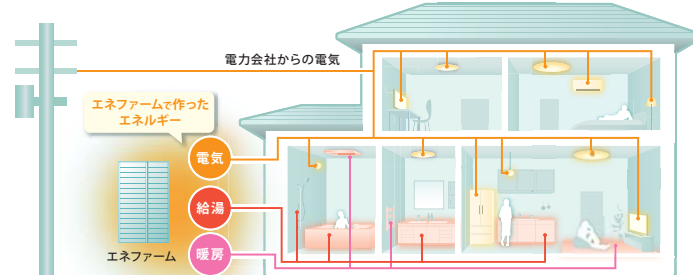 電力会社からの電気
エネファームで作った
エネルギー
電気
給湯
暖房
エネファーム